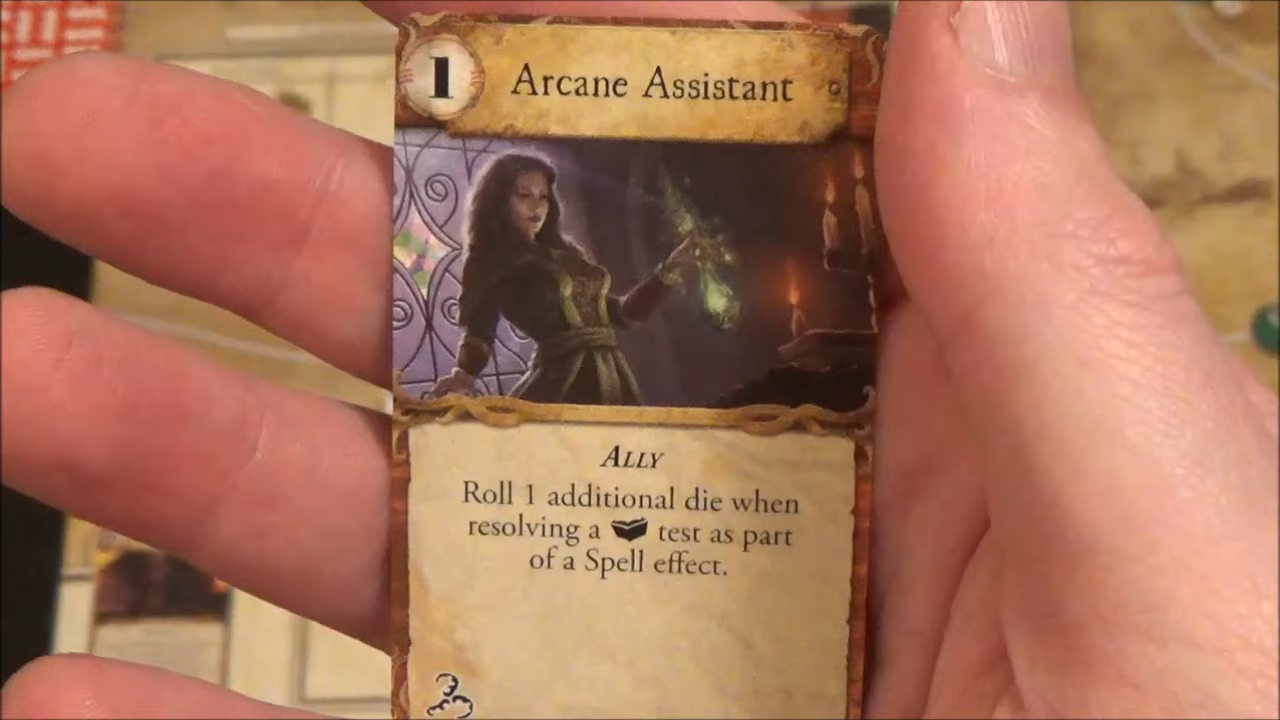 1 Arcane Assistant
ALLY
Roll 1 additional die when
resolving a test as part
of a Spell effect.